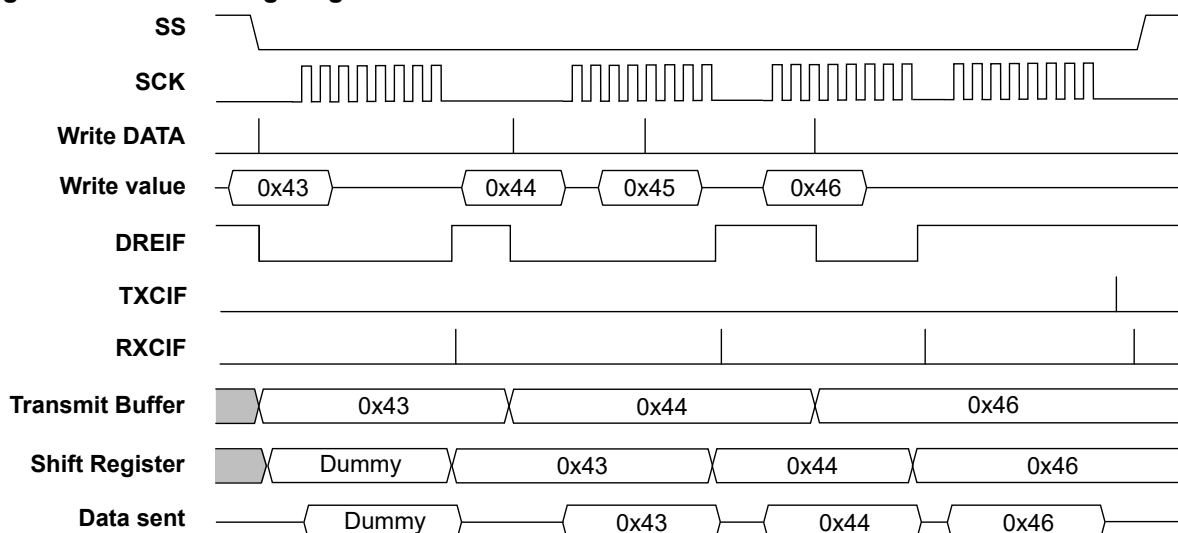 SS
SCK
Write DATA
Write value 0x43 0x44 0x45 0x46
DREIF
TXCIF
RXCIF
Transmit Buffer 0x43 0x44 0x46
Shift Register Dummy 0x43 0x44 0x46
Data sent Dummy 0x43 0x44 0x46